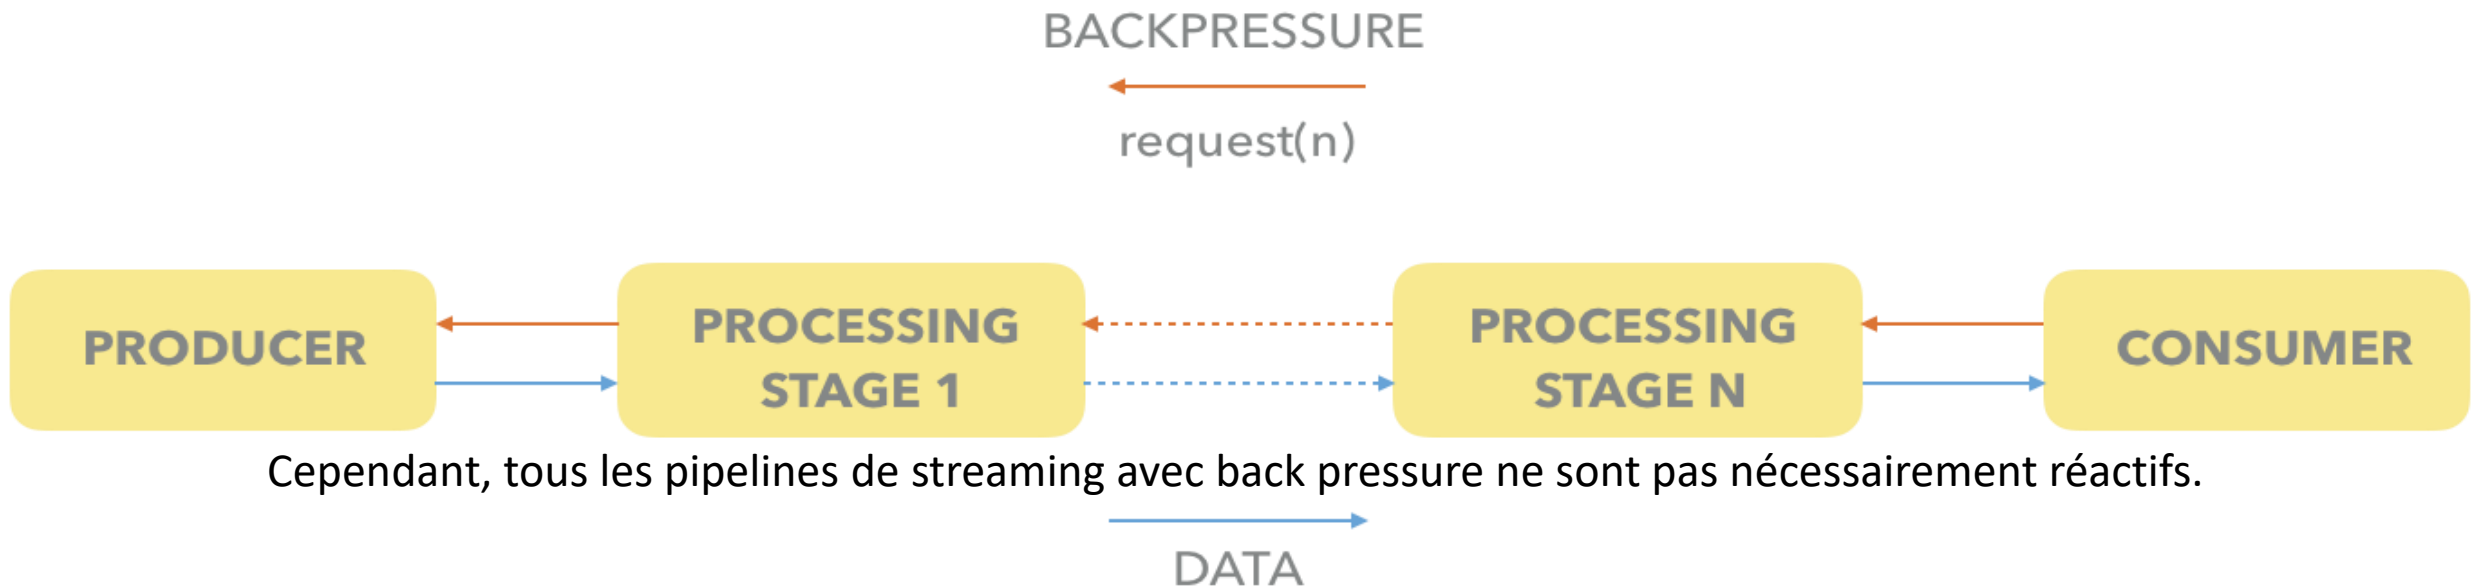 BACKPRESSURE
request(n)
PRODUCER
PROCESSING
STAGE 1
PROCESSING
STAGE N
CONSUMER
Cependant, tous les pipelines de streaming avec back pressure ne sont pas nécessairement réactifs.
DATA